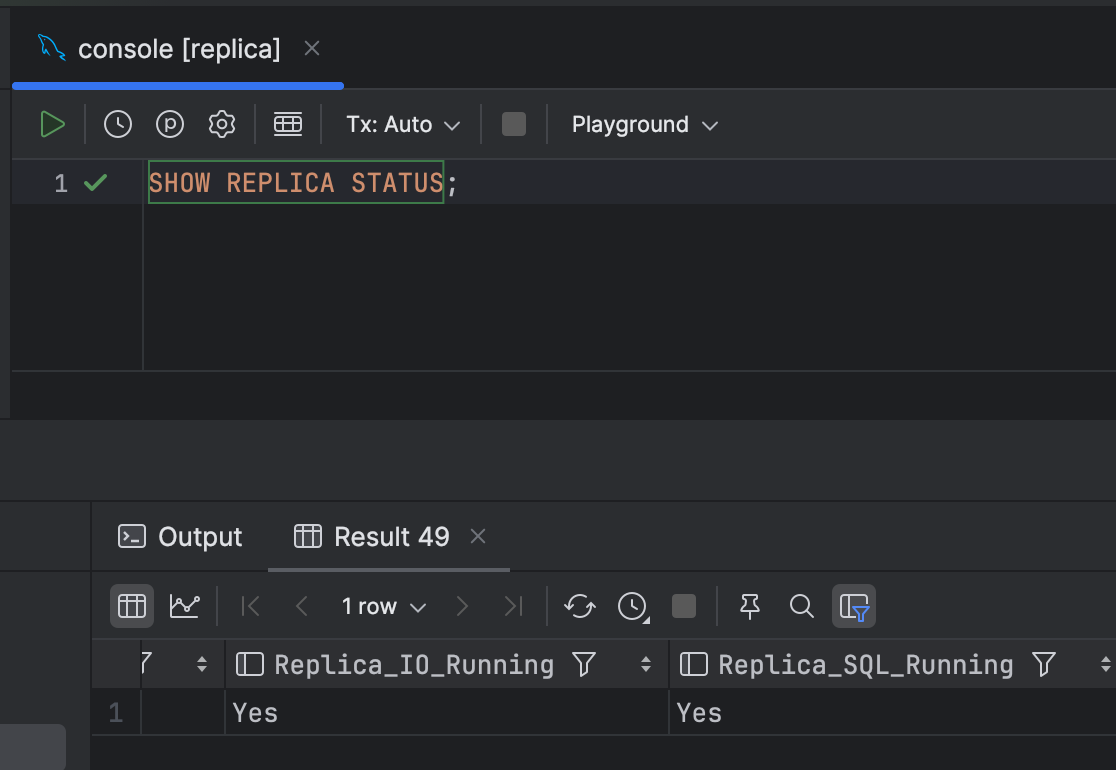 console [replica]
Tx: Auto Playground
1 SHOW REPLICA STATUS;
Output Result 49
1 row
Replica_IO_Running Replica_SQL_Running
1 Yes Yes